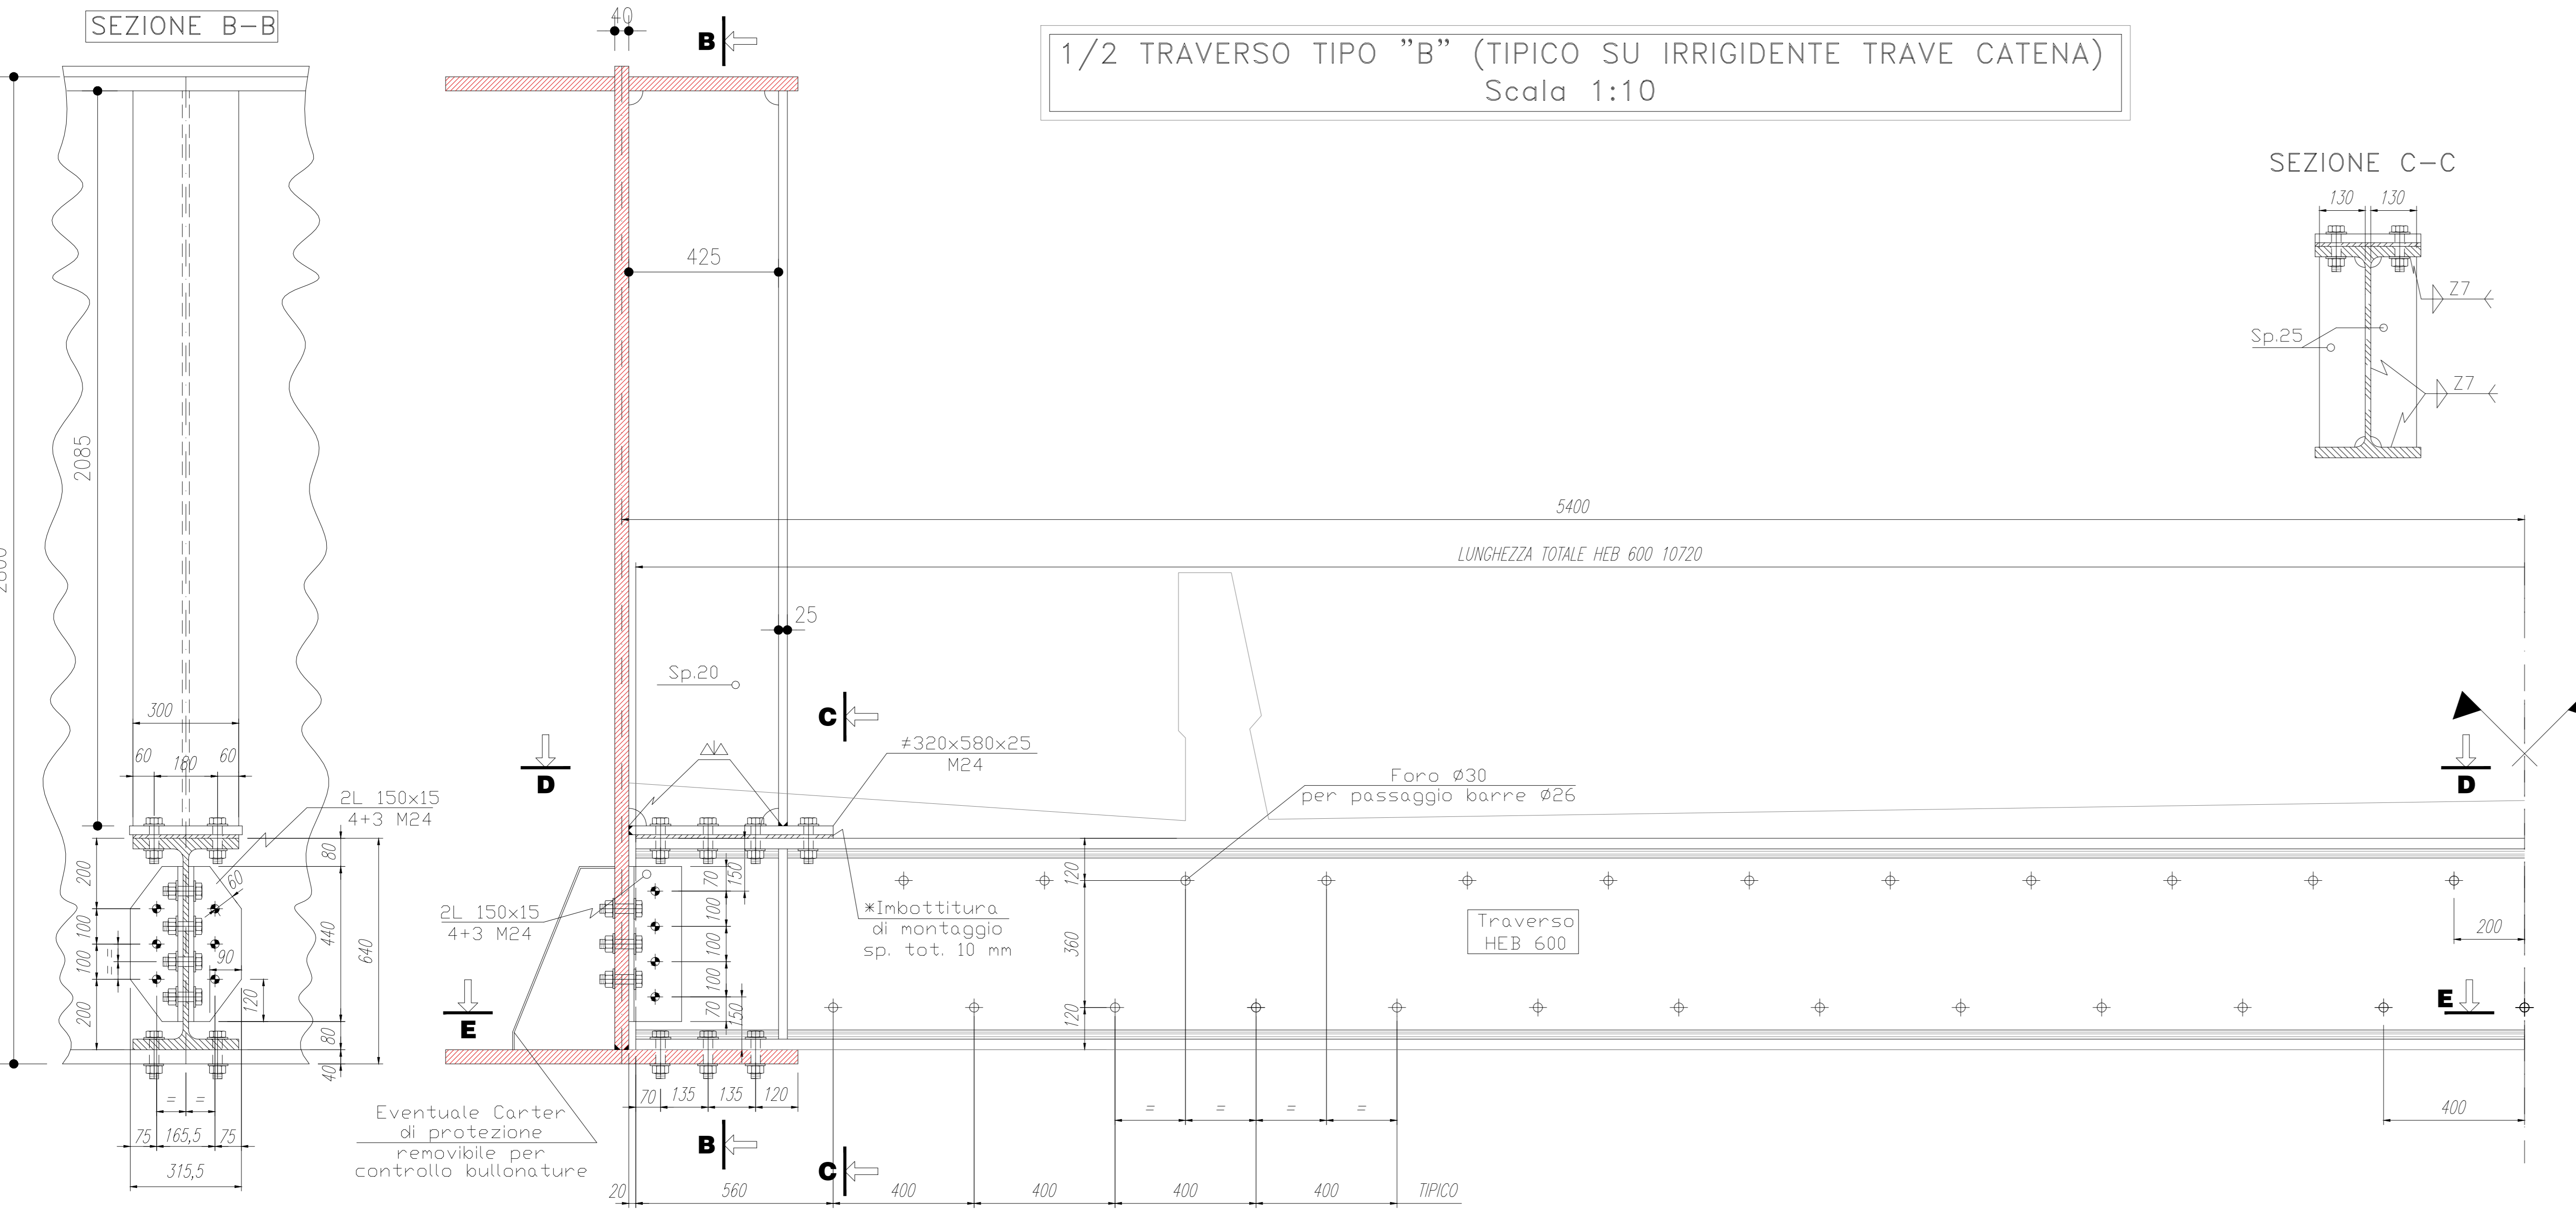 SEZIONE B-B
40
B
1/2 TRAVERSO TIPO "B" (TIPICO SU IRRIGIDENTE TRAVE CATENA)
Scala 1:10
SEZIONE C-C
130
130
Z7
Sp.25
Z7
425
2085
5400
LUNGHEZZA TOTALE HEB 600 10720
25
Sp.20
C
300
60
180
60
D
≠320x580x25
M24
Foro Ø30
per passaggio barre Ø26
D
2L 150x15
4+3 M24
200
100
100
200
= =
60
90
120
80
440
80
40
640
2L 150x15
4+3 M24
70
100
100
100
70
150
150
*Imbottitura
di montaggio
sp. tot. 10 mm
120
360
120
Traverso
HEB 600
200
E
E
= =
75
165,5
75
315,5
Eventuale Carter
di protezione
removibile per
controllo bullonature
70
135
135
120
B
C
= = = =
400
20
560
400
400
400
400
TIPICO